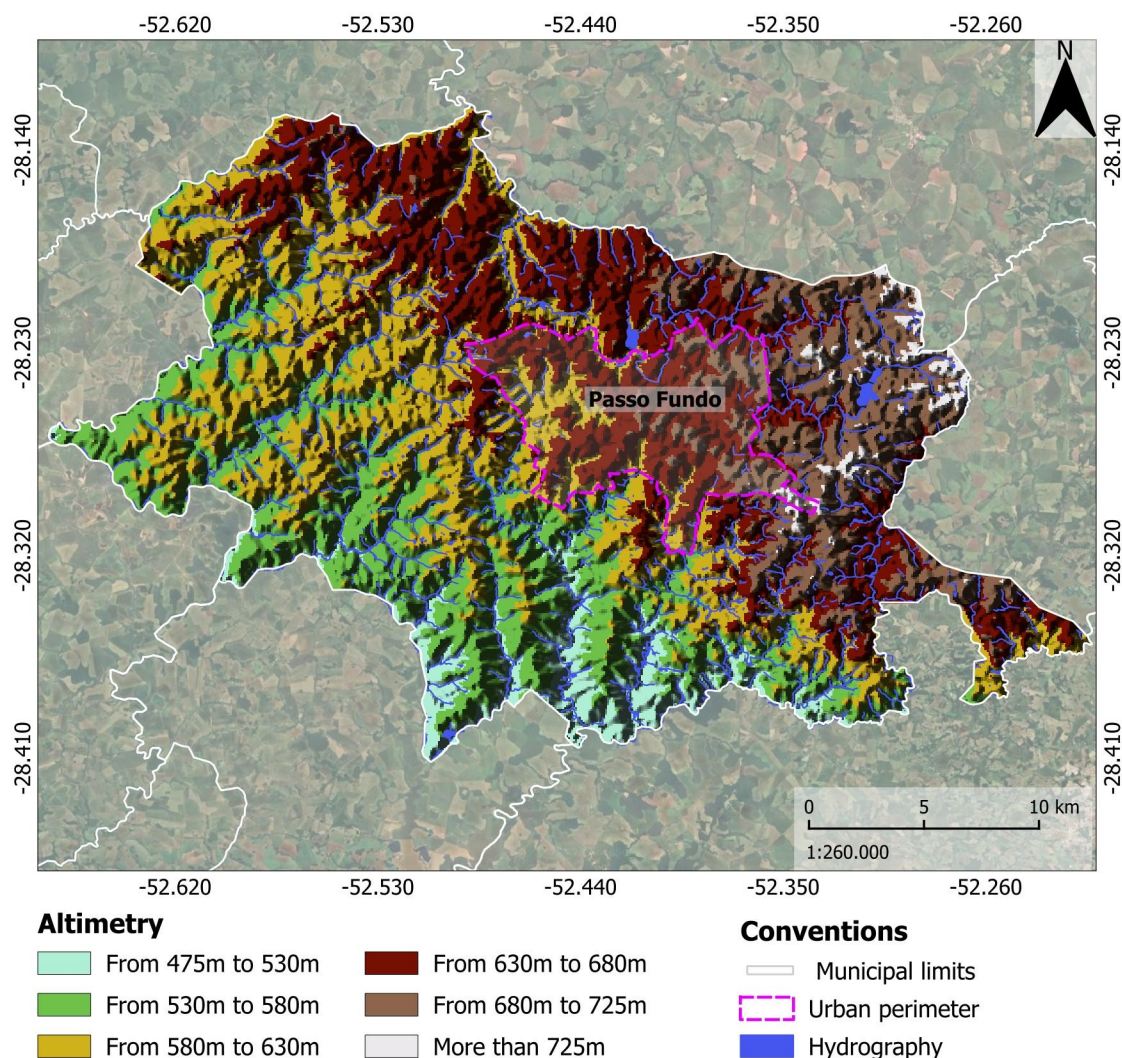 -52.620 -52.530 -52.440 -52.350 -52.260
N
-28.140 -28.140
-28.230 -28.230
Passo Fundo
-28.320 -28.320
-28.410 -28.410
0 5 10 km
1:260.000
-52.620 -52.530 -52.440 -52.350 -52.260
Altimetry
From 475m to 530m
From 530m to 580m
From 580m to 630m
From 630m to 680m
From 680m to 725m
More than 725m
Conventions
Municipal limits
Urban perimeter
Hydrography